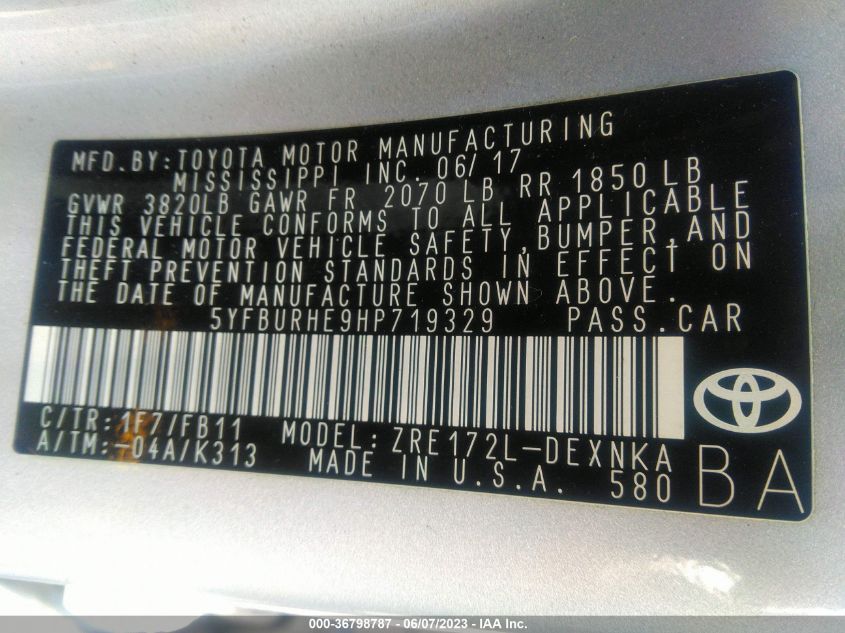 MFD.BY:TOYOTA MOTOR MANUFACTURING
MISSISSIPPI INC. 06/17
GVWR 3820LB GAWR FR 2070 LB RR 1850 LB
THIS VEHICLE CONFORMS TO ALL APPLICABLE
FEDERAL MOTOR VEHICLE SAFETY,BUMPER,AND
THEFT PREVENTION STANDARDS IN EFFECT ON
THE DATE OF MANUFACTURE SHOWN ABOVE.
5YFBURHE9HP719329 PASS.CAR
C/TR:1F7/FB11 MODEL:ZRE172L-DEXNKA
A/TM:-04A/K313 MADE IN U.S.A. 580
BA
000-36798787 - 06/07/2023 - IAA Inc.